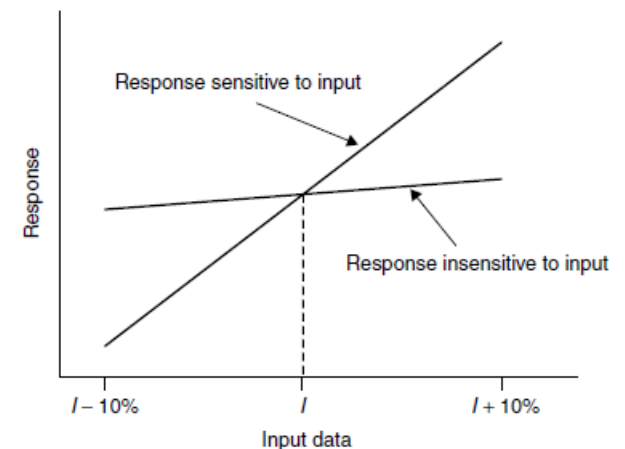 Response sensitive to input
Response
Response insensitive to input
I – 10%
I
I + 10%
Input data